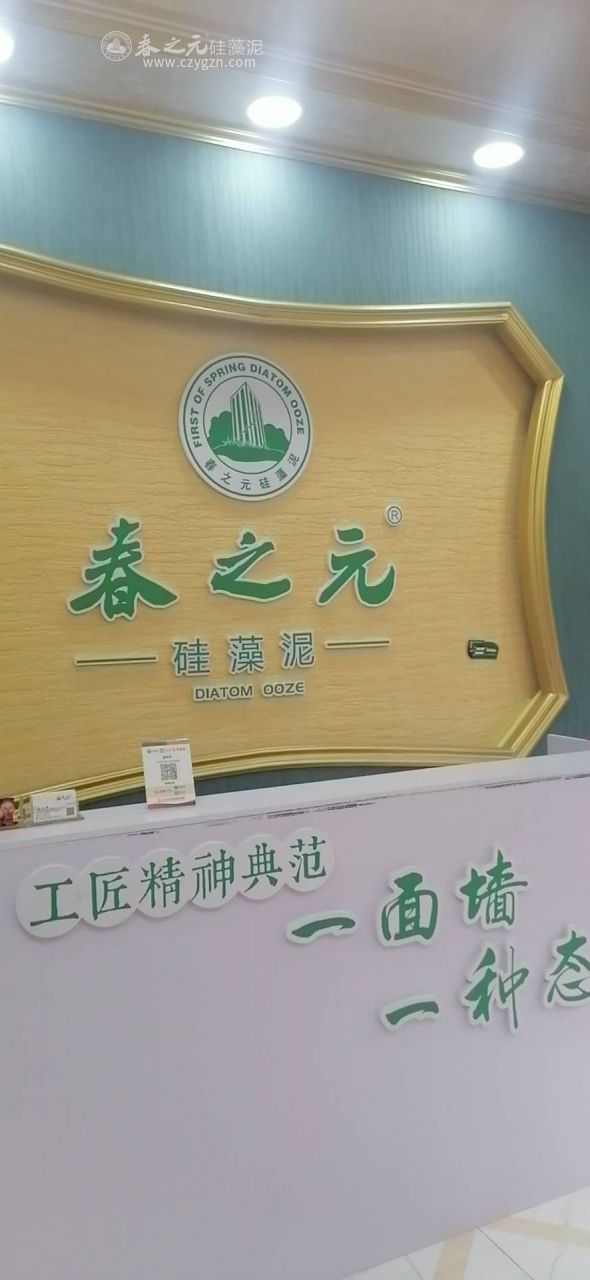 春之元硅藻泥
www.czygzn.com
FIRST OF SPRING DIATOM OOZE
春之元硅藻泥
春之元®
硅藻泥
DIATOM OOZE
工匠精神典范
一面墙
一种态